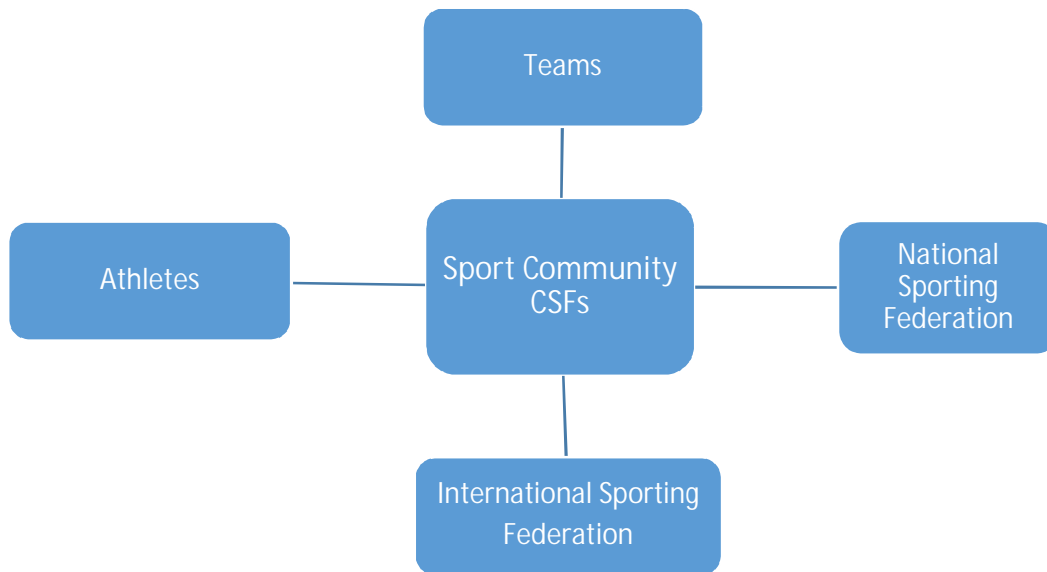 Teams
Athletes
Sport Community
CSFs
National
Sporting
Federation
International Sporting
Federation